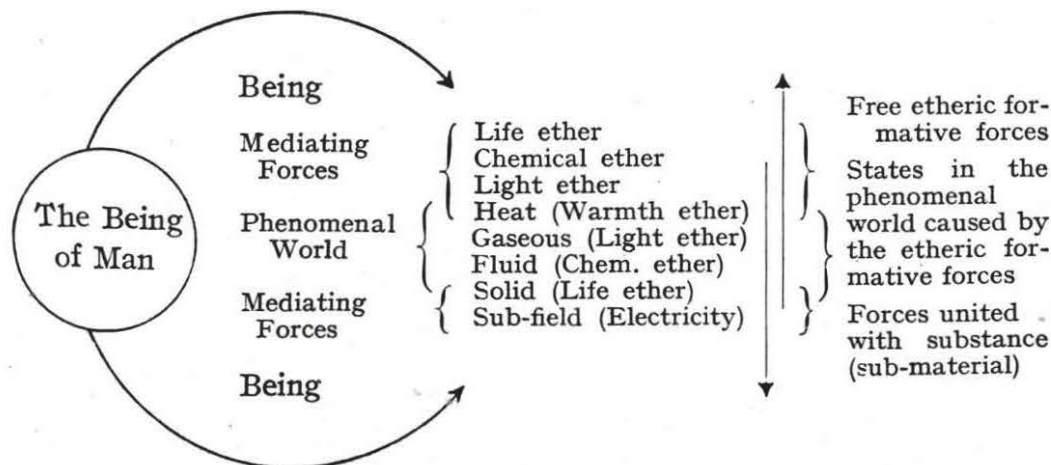 The Being
of Man
Being
Mediating
Forces
Phenomenal
World
Mediating
Forces
Being
Life ether
Chemical ether
Light ether
Heat (Warmth ether)
Gaseous (Light ether)
Fluid (Chem. ether)
Solid (Life ether)
Sub-field (Electricity)
Free etheric for-
mative forces
States in the
phenomenal
world caused by
the etheric for-
mative forces
Forces united
with substance
(sub-material)